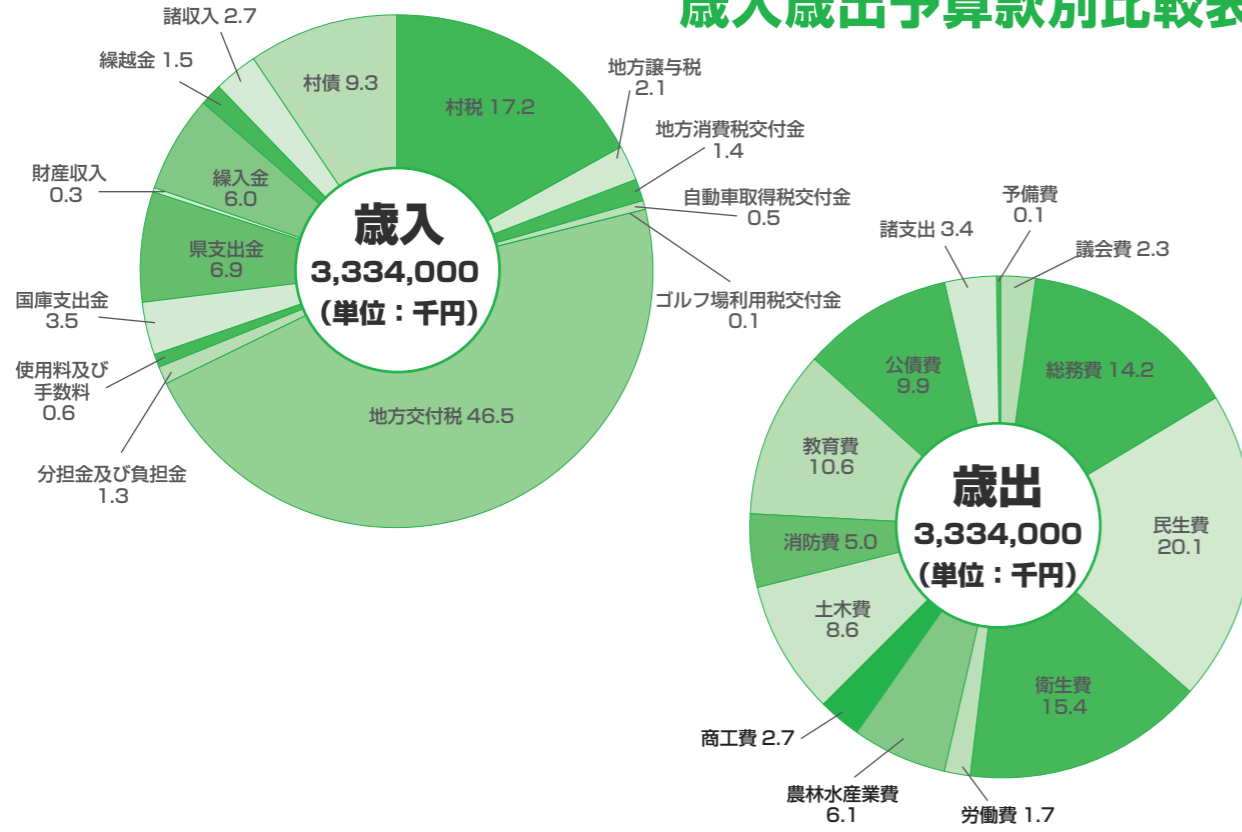 歳入歳出予算款別比較表
諸収入 2.7
繰越金 1.5
村債 9.3
村税 17.2
地方譲与税
2.1
地方消費税交付金
1.4
自動車取得税交付金
0.5
ゴルフ場利用税交付金
0.1
財産収入
0.3
繰入金
6.0
県支出金
6.9
国庫支出金
3.5
使用料及び
手数料
0.6
分担金及び負担金
1.3
地方交付税 46.5
歳入
3,334,000
(単位：千円)
予備費
0.1
諸支出 3.4
議会費 2.3
公債費
9.9
総務費 14.2
教育費
10.6
民生費
20.1
消防費 5.0
土木費
8.6
衛生費
15.4
商工費 2.7
農林水産業費
6.1
労働費 1.7
歳出
3,334,000
(単位：千円)